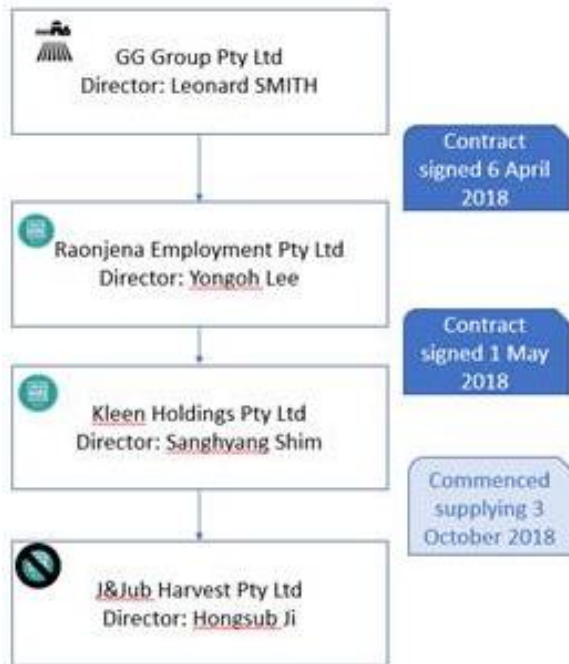 GG Group Pty Ltd
Director: Leonard SMITH
Contract
signed 6 April
2018
Raonjena Employment Pty Ltd
Director: Yongoh Lee
Contract
signed 1 May
2018
Kleen Holdings Pty Ltd
Director: Sanghyang Shim
Commenced
supplying 3
October 2018
J&Jub Harvest Pty Ltd
Director: Hongsub Ji